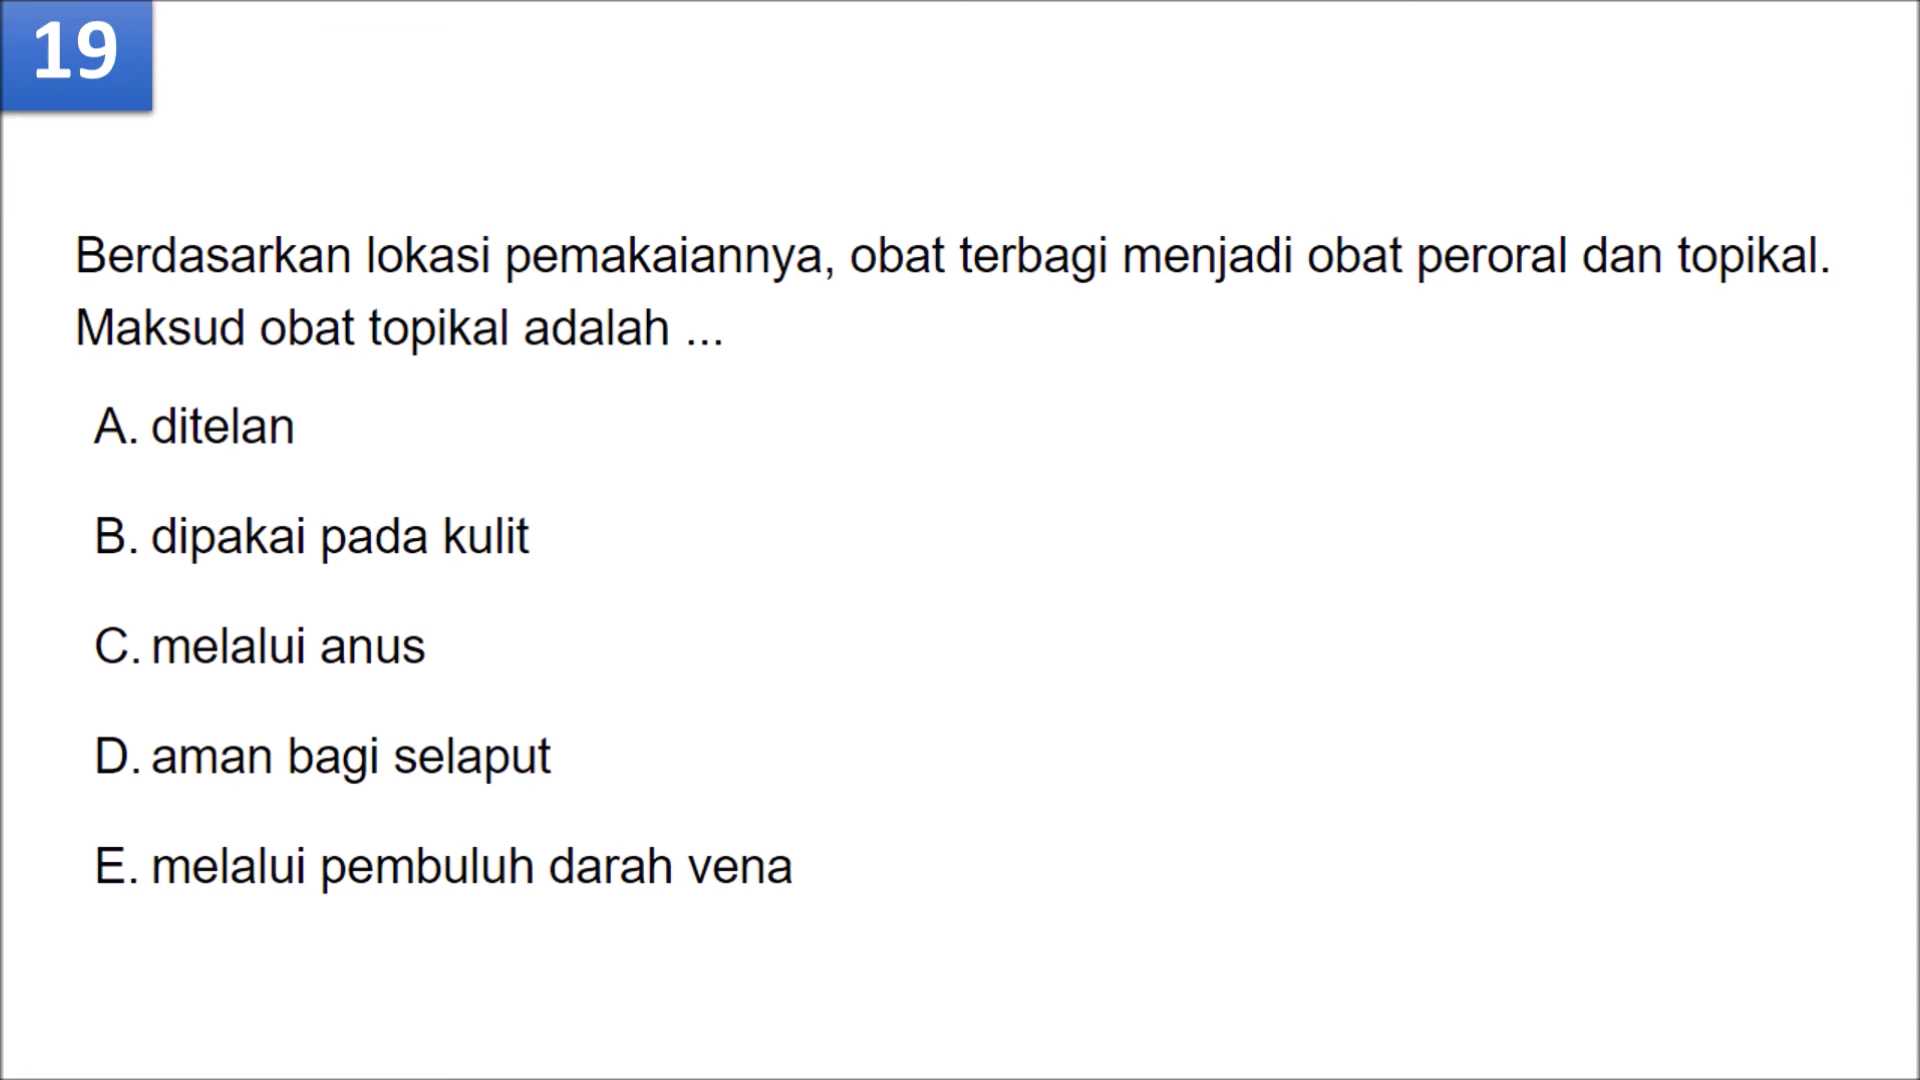 19
Berdasarkan lokasi pemakaiannya, obat terbagi menjadi obat peroral dan topikal.
Maksud obat topikal adalah ...
A. ditelan
B. dipakai pada kulit
C. melalui anus
D. aman bagi selaput
E. melalui pembuluh darah vena